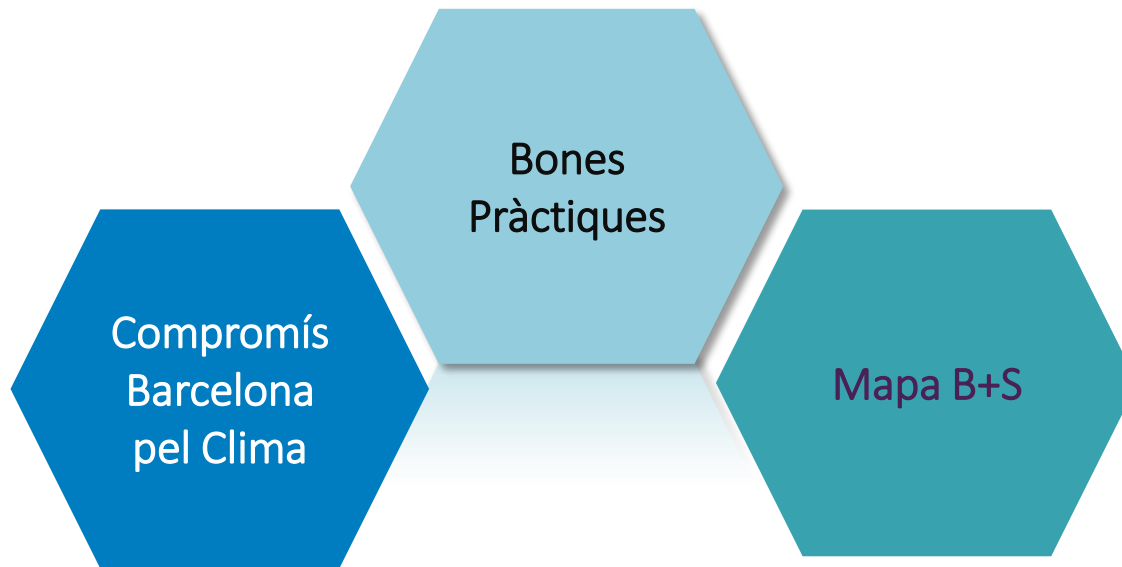 Bones
Pràctiques
Compromís
Barcelona
pel Clima
Mapa B+S